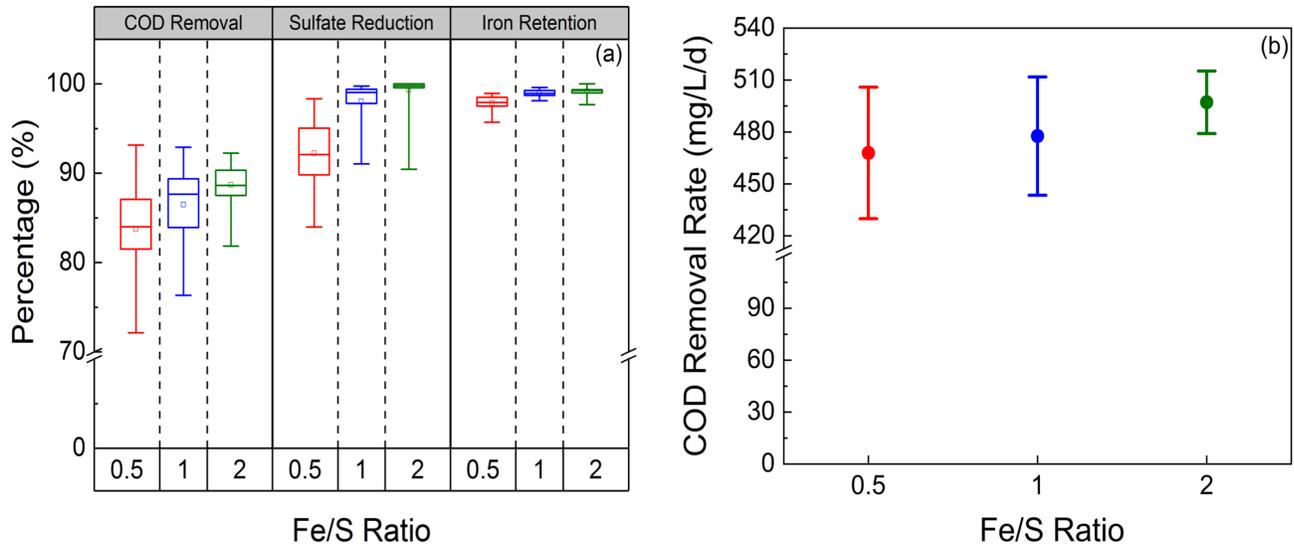 COD Removal Sulfate Reduction Iron Retention
(a)
100
90
80
70
0
Percentage (%)
0.5 1 2 0.5 1 2 0.5 1 2
Fe/S Ratio
(b)
540
510
480
450
420
90
60
30
0
COD Removal Rate (mg/L/d)
0.5 1 2
Fe/S Ratio